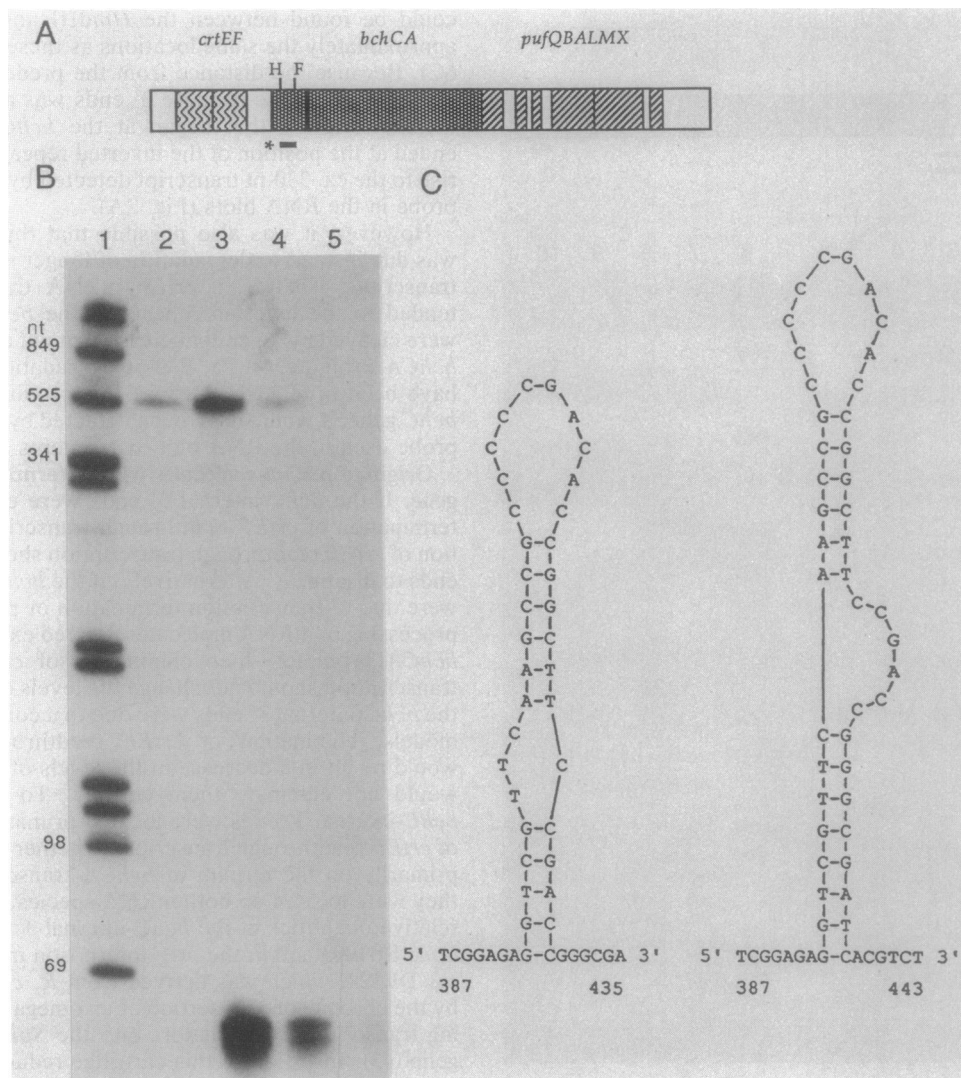 A
crtEF bchCA pufQBALMX
H F
*
B
1 2 3 4 5
nt
849
525
341
98
69
C
C-G
C A
C C
C A
C C
G-C
C-G
C-G
G-C
A-T
A-T
C
T C
T
G-C
C-G
T-A
G-C
5' TCGGAGAG-CGGGCGA 3'
387 435
C-G
C A
C C
C A
C C
G-C
C-G
C-G
G-C
A-T
A-T
C
C
G
A
C
C
C-G
T-G
T-G
G-C
C-G
T-A
G-T
5' TCGGAGAG-CACGTCT 3'
387 443